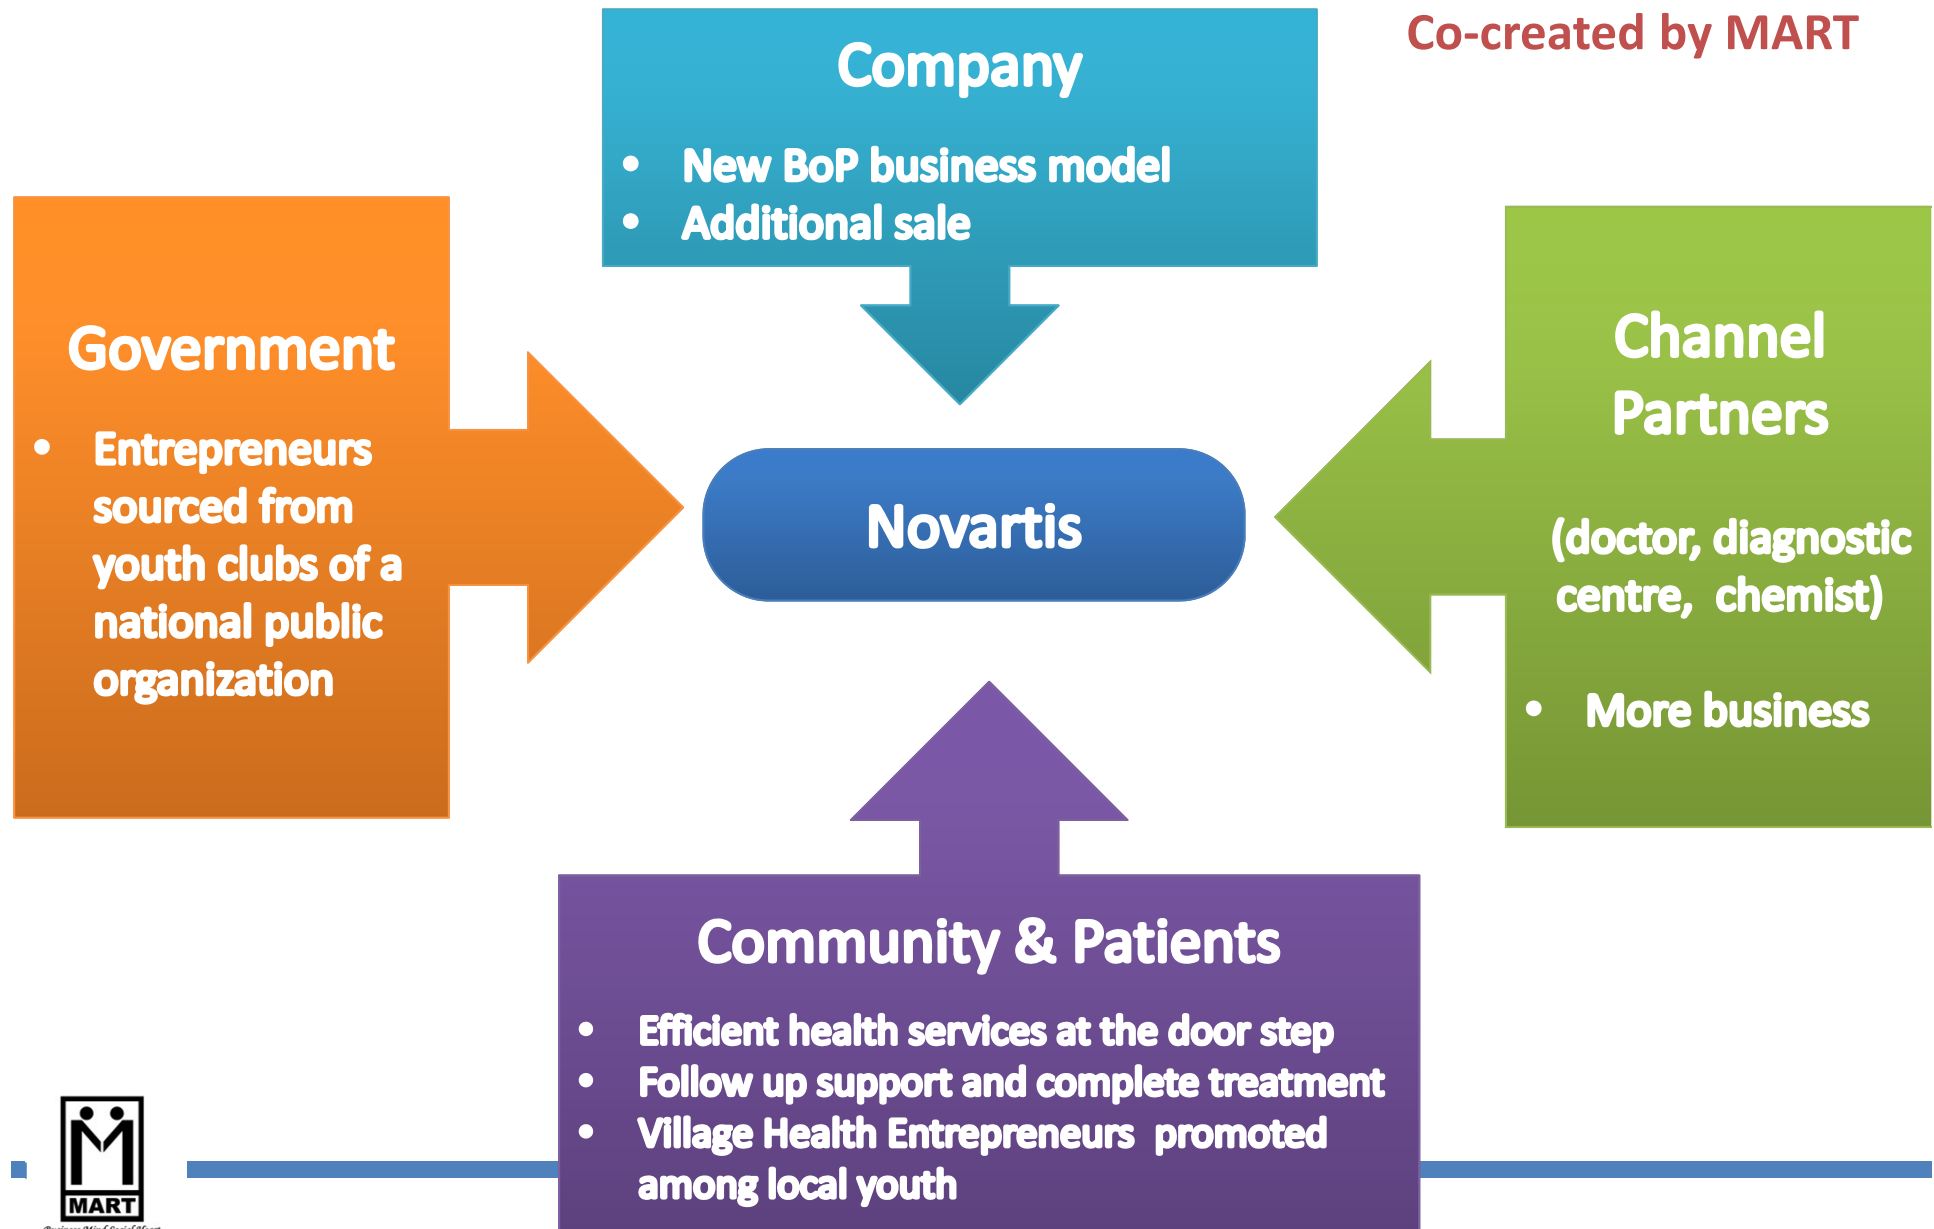 Co-created by MART
Company
• New BoP business model
• Additional sale
Government
• Entrepreneurs
sourced from
youth clubs of a
national public
organization
Novartis
Channel
Partners
(doctor, diagnostic
centre, chemist)
• More business
Community & Patients
• Efficient health services at the door step
• Follow up support and complete treatment
• Village Health Entrepreneurs promoted
among local youth
M
MART